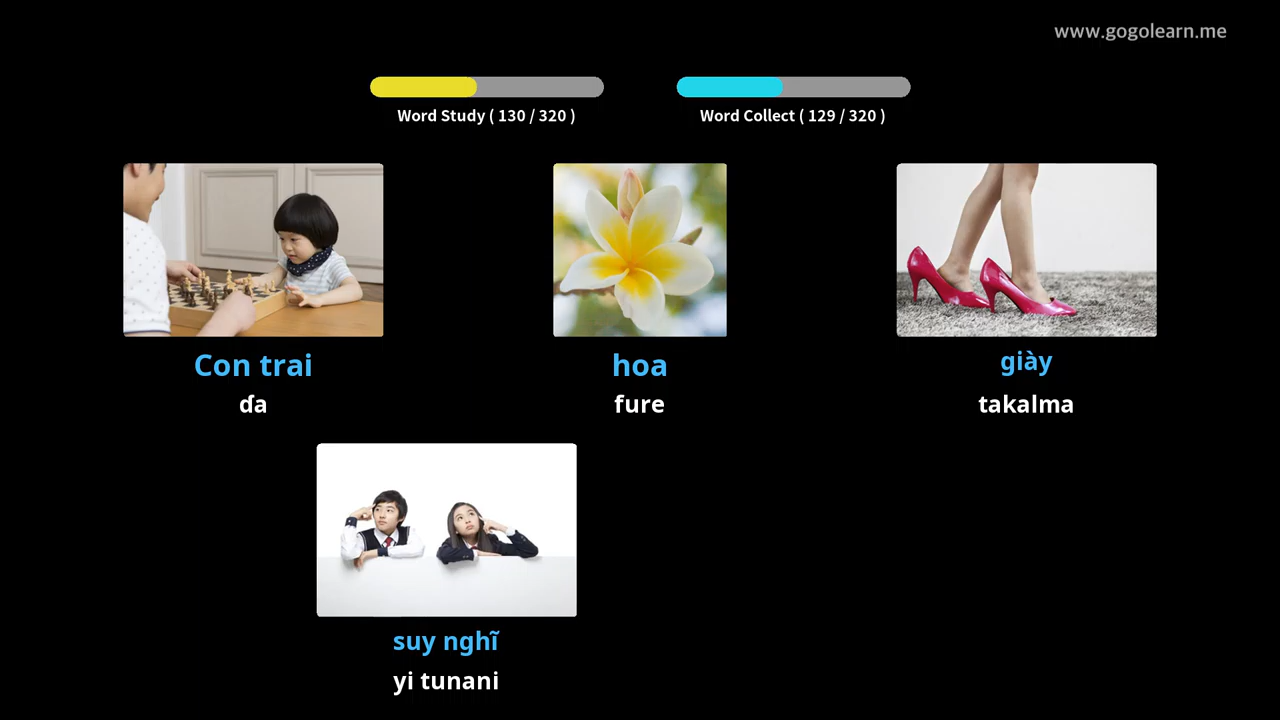 www.gogolearn.me
Word Study ( 130 / 320 )
Word Collect ( 129 / 320 )
Con trai
ɗa
hoa
fure
giày
takalma
suy nghĩ
yi tunani